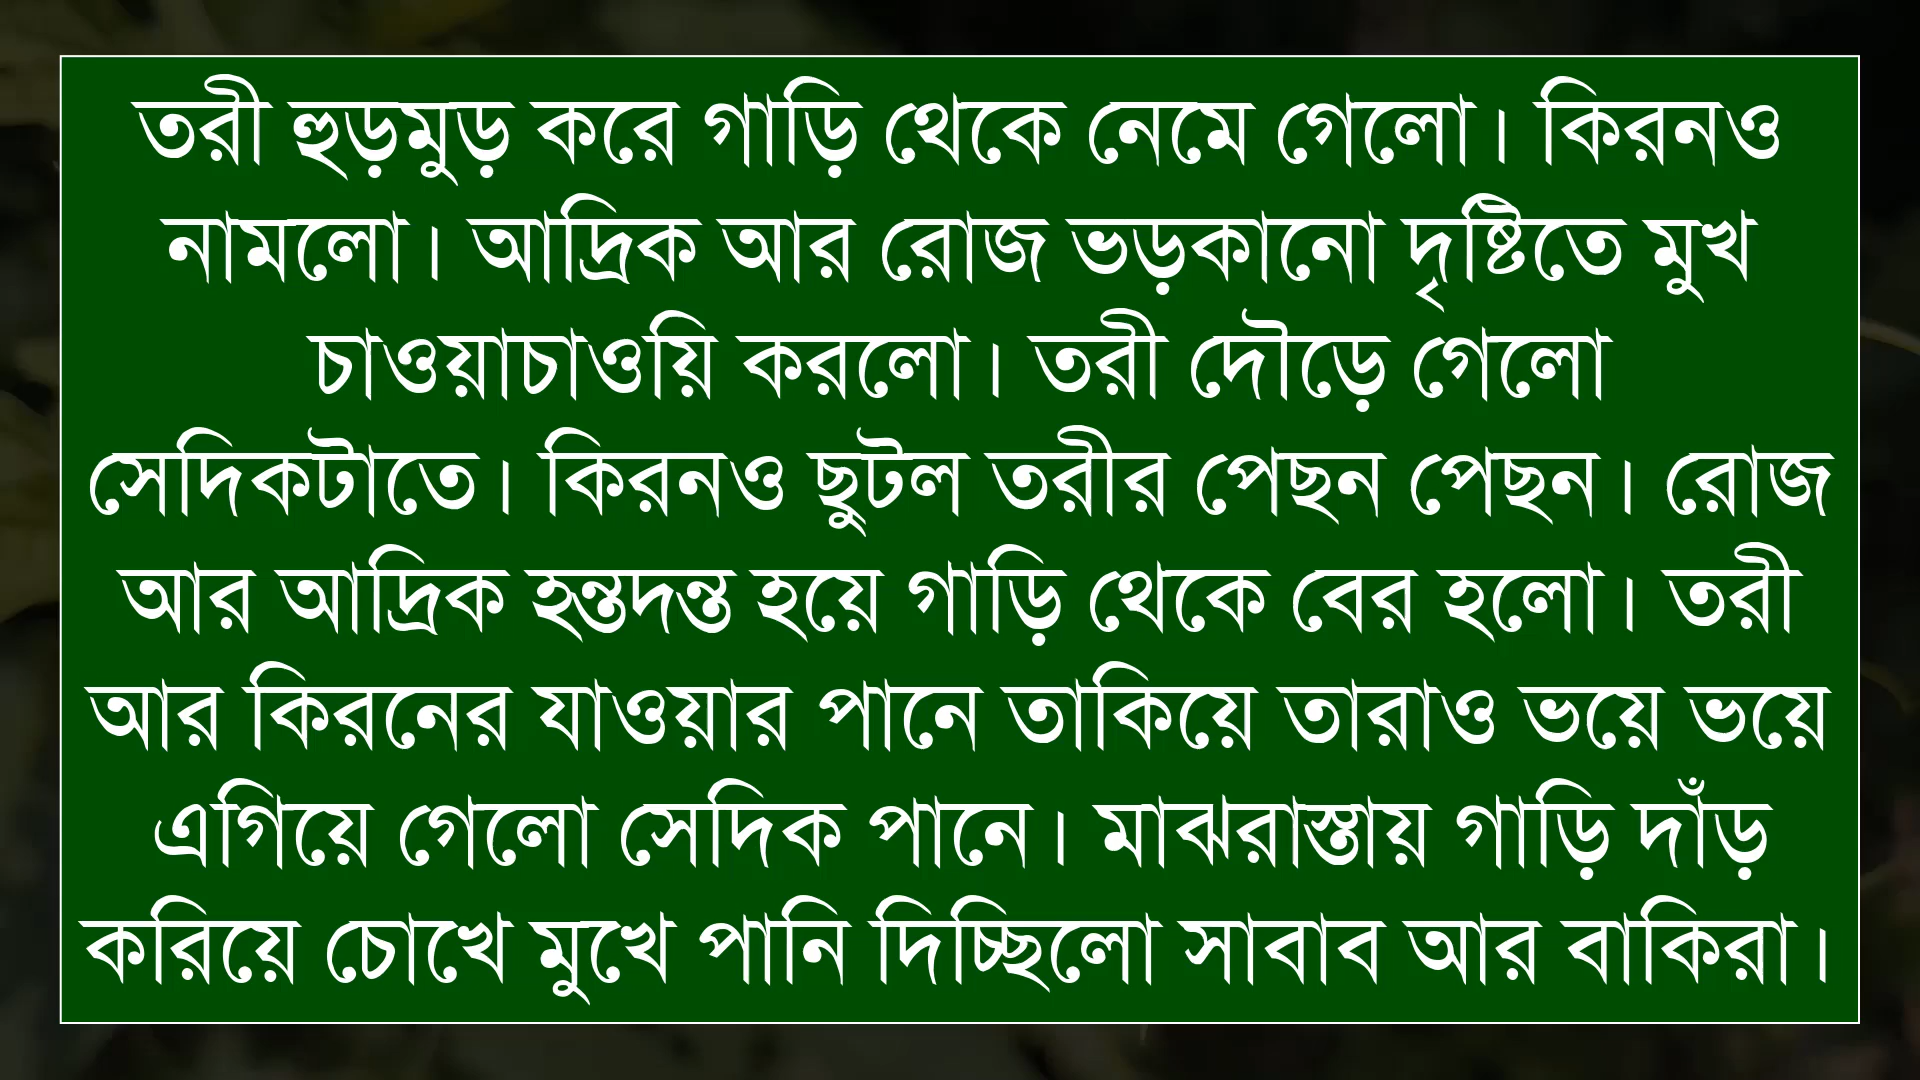 তরী হুড়মুড় করে গাড়ি থেকে নেমে গেলো। কিরনও
নামলো। আদ্রিক আর রোজ ভড়কানো দৃষ্টিতে মুখ
চাওয়াচাওয়ি করলো। তরী দৌড়ে গেলো
সেদিকটাতে। কিরনও ছুটল তরীর পেছন পেছন। রোজ
আর আদ্রিক হন্তদন্ত হয়ে গাড়ি থেকে বের হলো। তরী
আর কিরনের যাওয়ার পানে তাকিয়ে তারাও ভয়ে ভয়ে
এগিয়ে গেলো সেদিক পানে। মাঝরাস্তায় গাড়ি দাঁড়
করিয়ে চোখে মুখে পানি দিচ্ছিলো সাবাব আর বাকিরা।